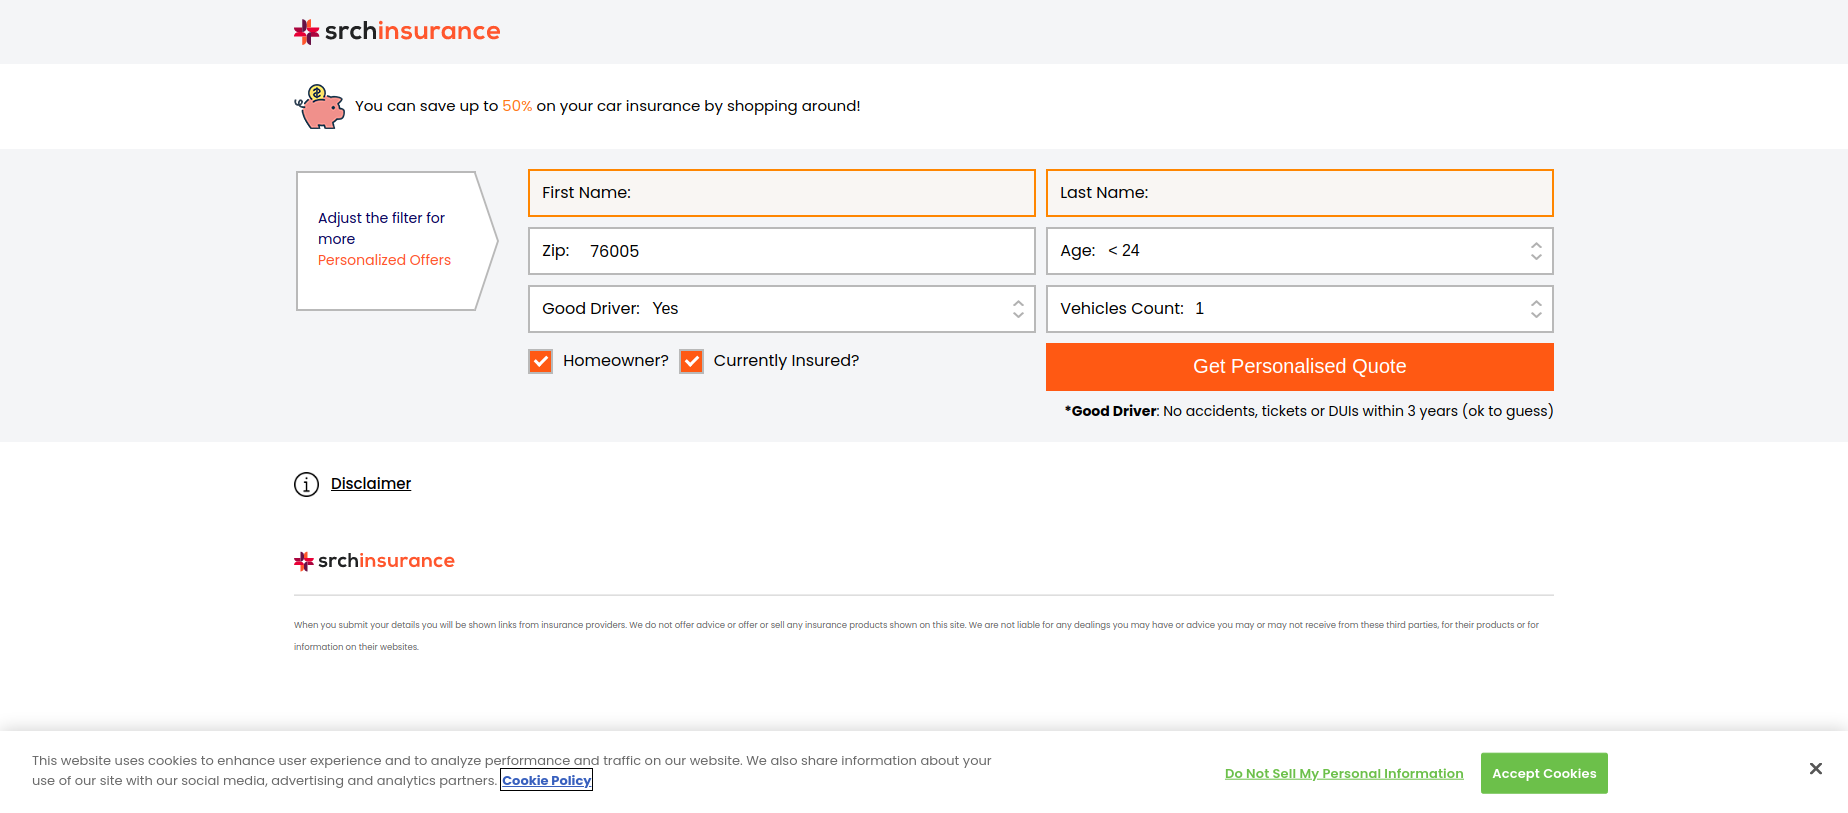 srchinsurance
You can save up to 50% on your car insurance by shopping around!
Adjust the filter for
more
Personalized Offers
First Name:
Last Name:
Zip: 76005
Age: < 24
Good Driver: Yes
Vehicles Count: 1
Homeowner?
Currently Insured?
Get Personalised Quote
*Good Driver: No accidents, tickets or DUIs within 3 years (ok to guess)
Disclaimer
srchinsurance
When you submit your details you will be shown links from insurance providers. We do not offer advice or offer or sell any insurance products shown on this site. We are not liable for any dealings you may have or advice you may or may not receive from these third parties, for their products or for
information on their websites.
This website uses cookies to enhance user experience and to analyze performance and traffic on our website. We also share information about your
use of our site with our social media, advertising and analytics partners. Cookie Policy
Do Not Sell My Personal Information
Accept Cookies